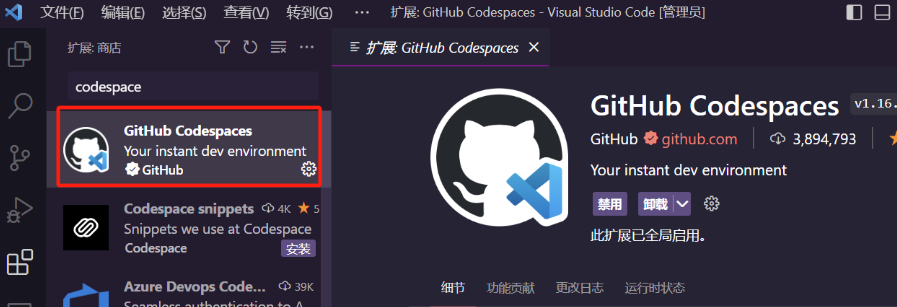 文件(F) 编辑(E) 选择(S) 查看(V) 转到(G) ··· 扩展: GitHub Codespaces - Visual Studio Code [管理员]
扩展: 商店
扩展: GitHub Codespaces
codespace
GitHub Codespaces
Your instant dev environment
GitHub
Codespace snippets 4K 5
Snippets we use at Codespace
Codespace 安装
Azure Devops Code... 39K
Seamless authentication to A
GitHub Codespaces v1.16.
GitHub github.com 3,894,793
Your instant dev environment
禁用 卸载
此扩展已全局启用。
细节 功能贡献 更改日志 运行时状态